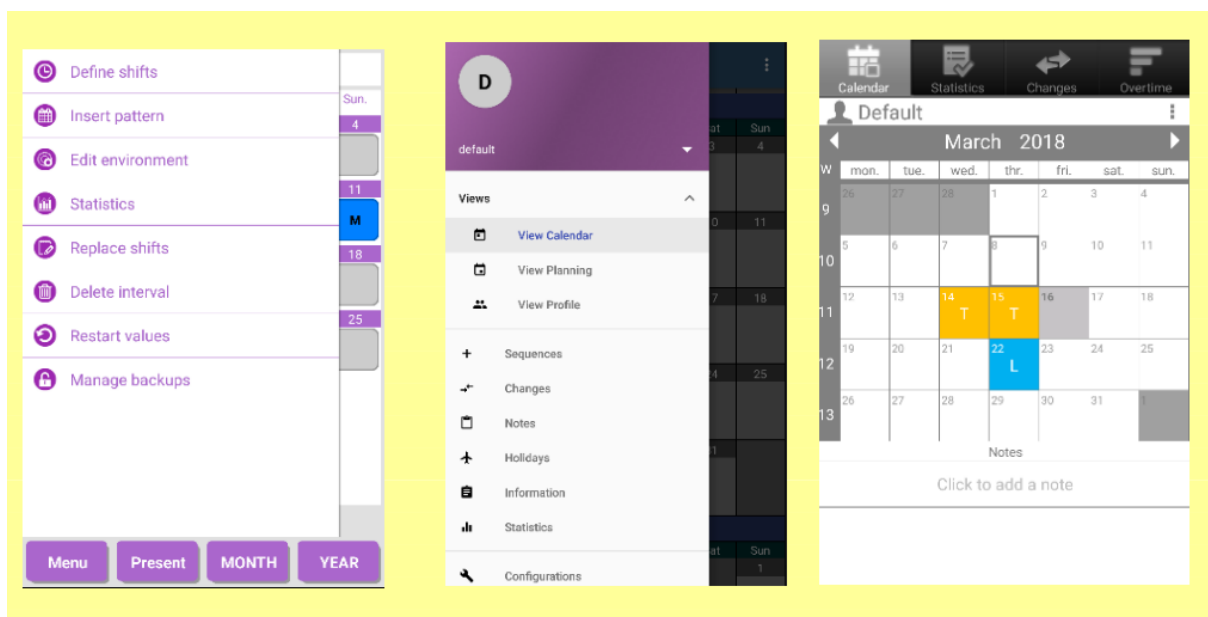 Define shifts
Insert pattern
Edit environment
Statistics
Replace shifts
Delete interval
Restart values
Manage backups
Sun.
4
11
M
18
25
Menu Present MONTH YEAR
D
default
Views
View Calendar
View Planning
View Profile
Sequences
Changes
Notes
Holidays
Information
Statistics
Configurations
Sun
3 4
11
18
25
Sun
1
Calendar Statistics Changes Overtime
Default
March 2018
W mon. tue. wed. thr. fri. sat. sun.
9 26 27 28 1 2 3 4
10 5 6 7 8 9 10 11
11 12 13 14 T 15 T 16 17 18
12 19 20 21 22 L 23 24 25
13 26 27 28 29 30 31 1
Notes
Click to add a note